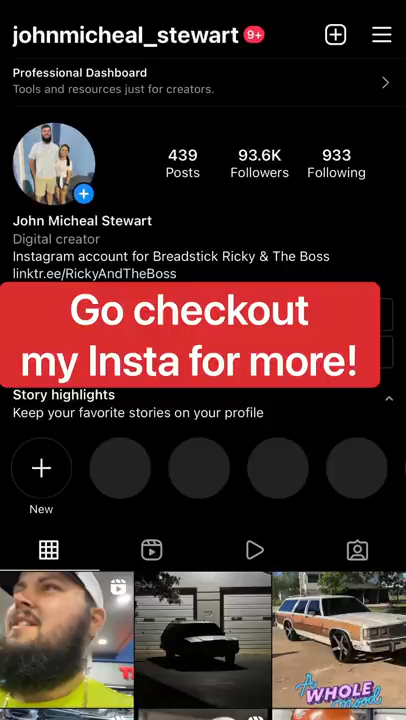 johnmicheal_stewart 9+
Professional Dashboard
Tools and resources just for creators.
439 93.6K 933
Posts Followers Following
John Micheal Stewart
Digital creator
Instagram account for Breadstick Ricky & The Boss
linktr.ee/RickyAndTheBoss
Go checkout
my Insta for more!
Story highlights
Keep your favorite stories on your profile
New
A
WHOLE
Mood